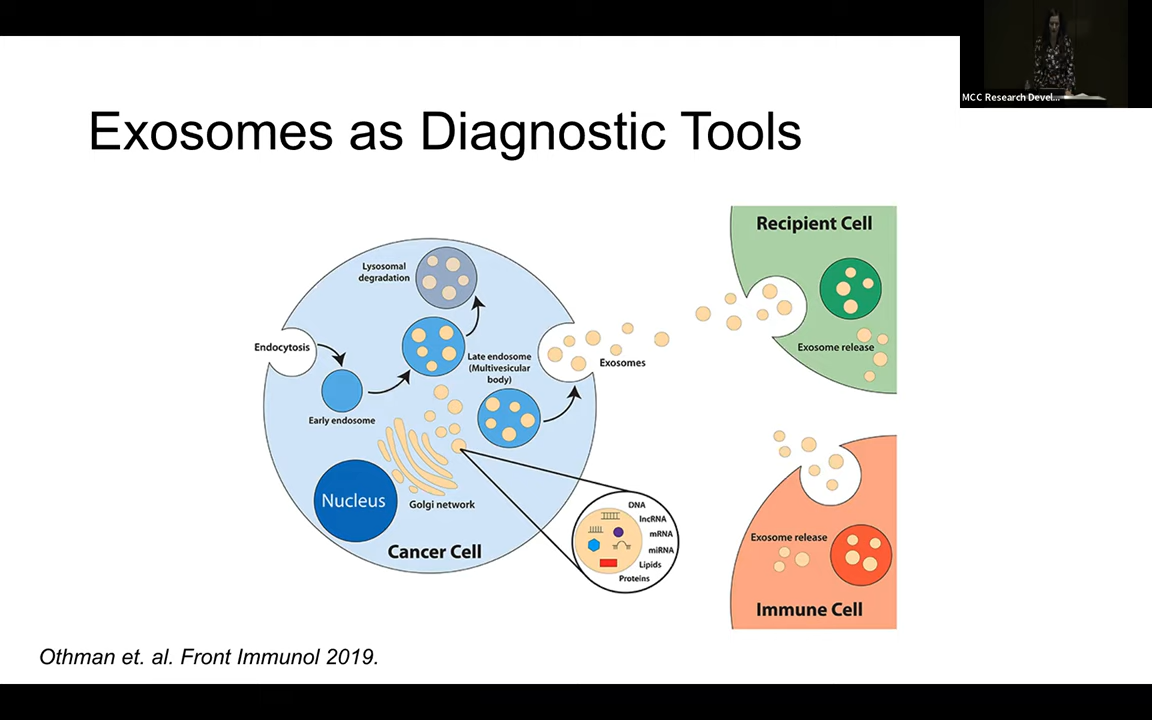 MCC Research Devel...
Exosomes as Diagnostic Tools
Recipient Cell
Lysosomal
degradation
Endocytosis
Late endosome
(Multivesicular
body)
Exosomes
Exosome release
Early endosome
Nucleus
Golgi network
DNA
lncRNA
mRNA
miRNA
Lipids
Proteins
Cancer Cell
Exosome release
Immune Cell
Othman et. al. Front Immunol 2019.